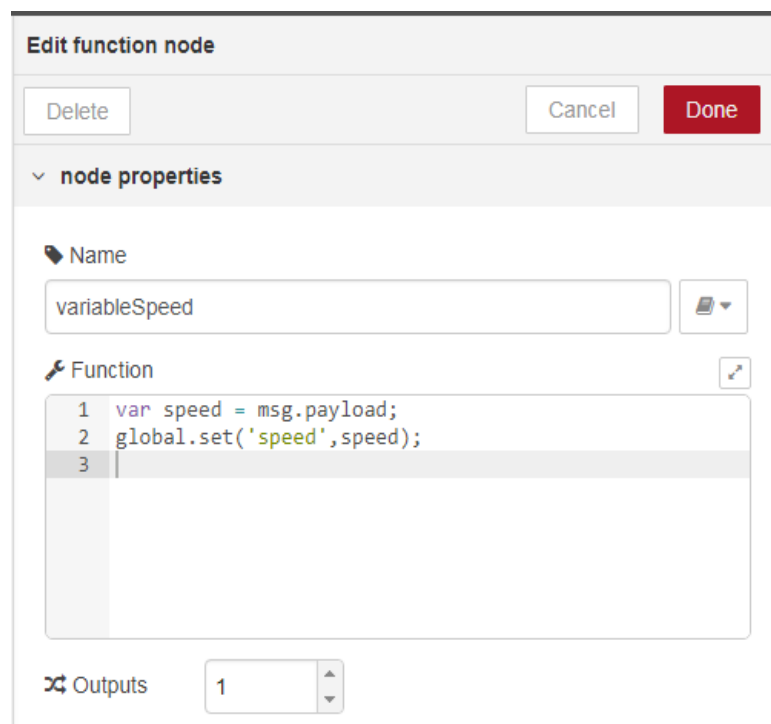 Edit function node
Delete Cancel Done
node properties
Name
variableSpeed
Function
1 var speed = msg.payload;
2 global.set('speed',speed);
3
Outputs 1